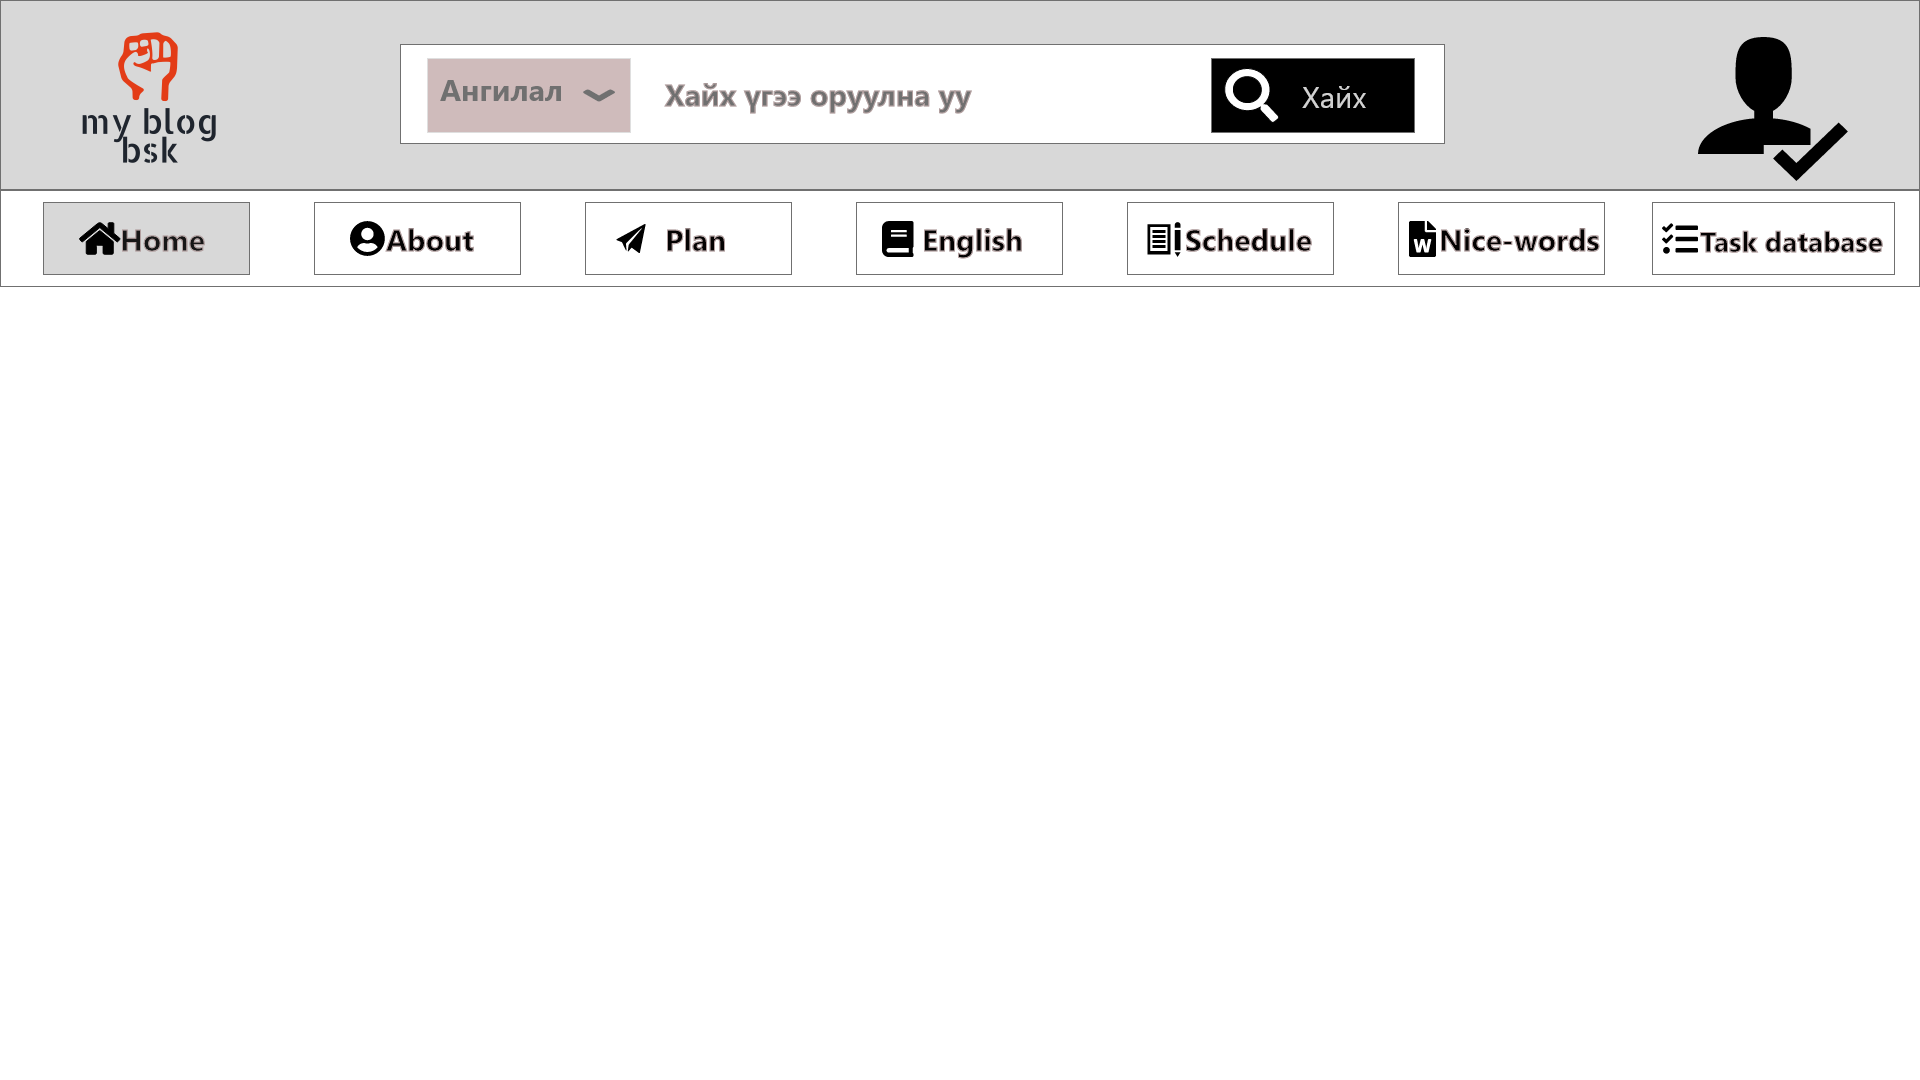 my blog
bsk
Ангилал
Хайх үгээ оруулна уу
Хайх
Home
About
Plan
English
Schedule
W
Nice-words
Task database